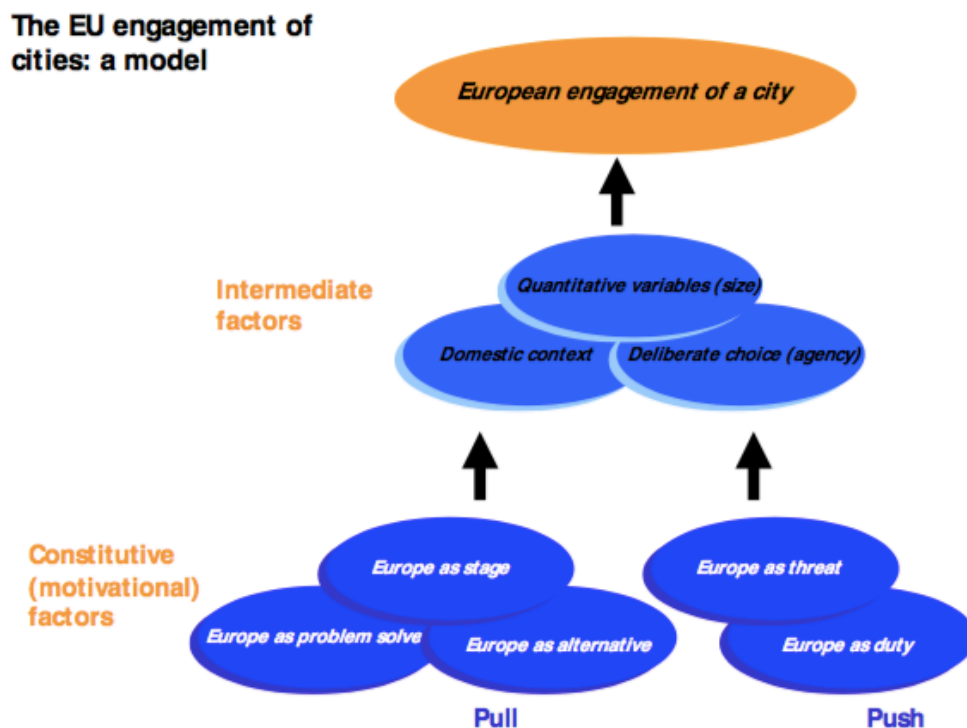 The EU engagement of
cities: a model
European engagement of a city
Intermediate
factors
Quantitative variables (size)
Domestic context
Deliberate choice (agency)
Constitutive
(motivational)
factors
Europe as stage
Europe as threat
Europe as problem solve
Europe as alternative
Europe as duty
Pull
Push